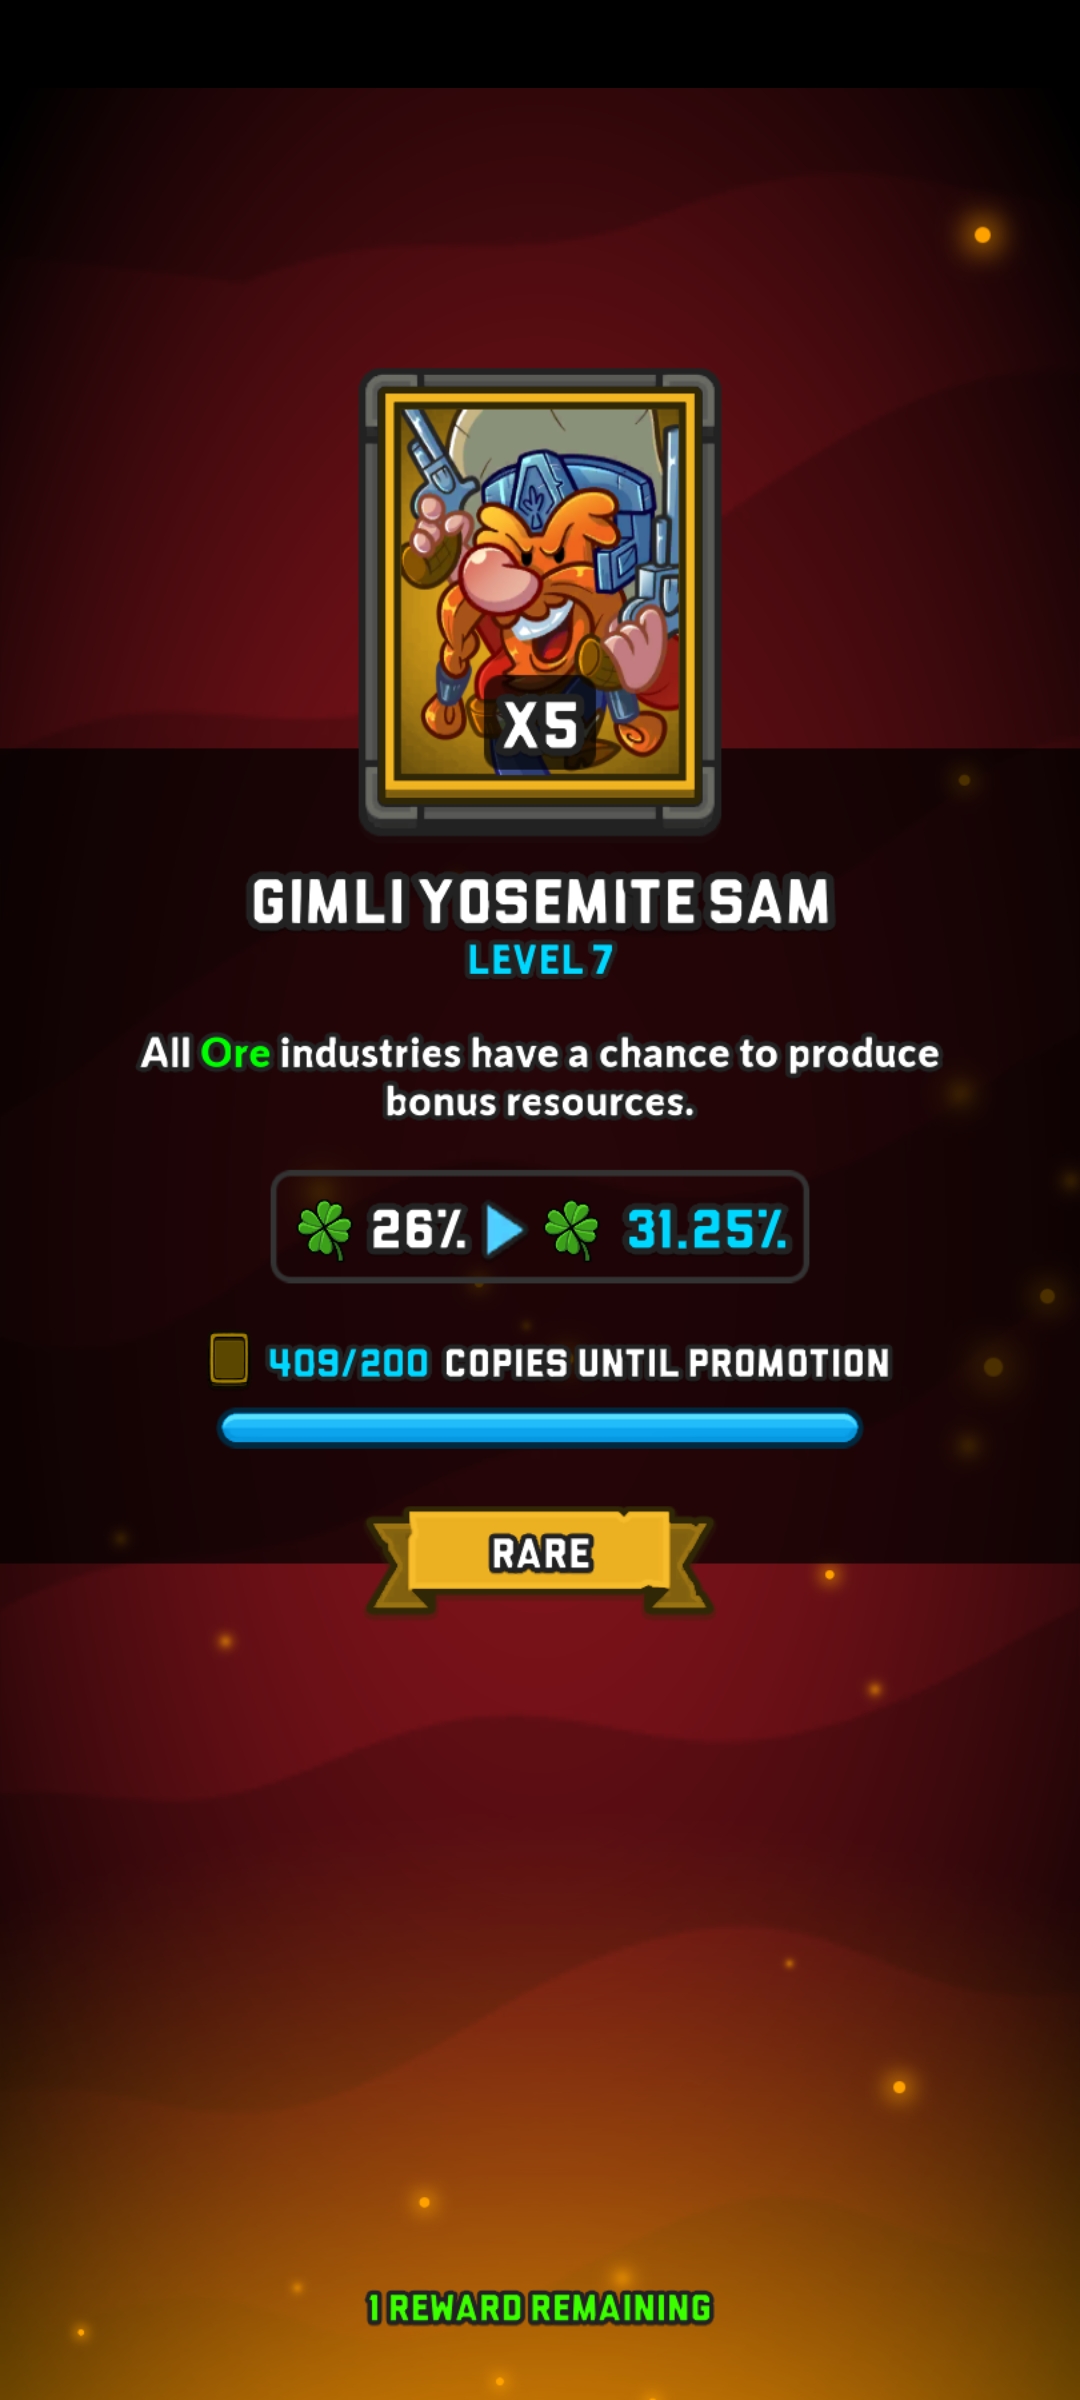 X5
GIMLI YOSEMITE SAM
LEVEL 7
All Ore industries have a chance to produce
bonus resources.
26% 31.25%
409/200 COPIES UNTIL PROMOTION
RARE
1 REWARD REMAINING